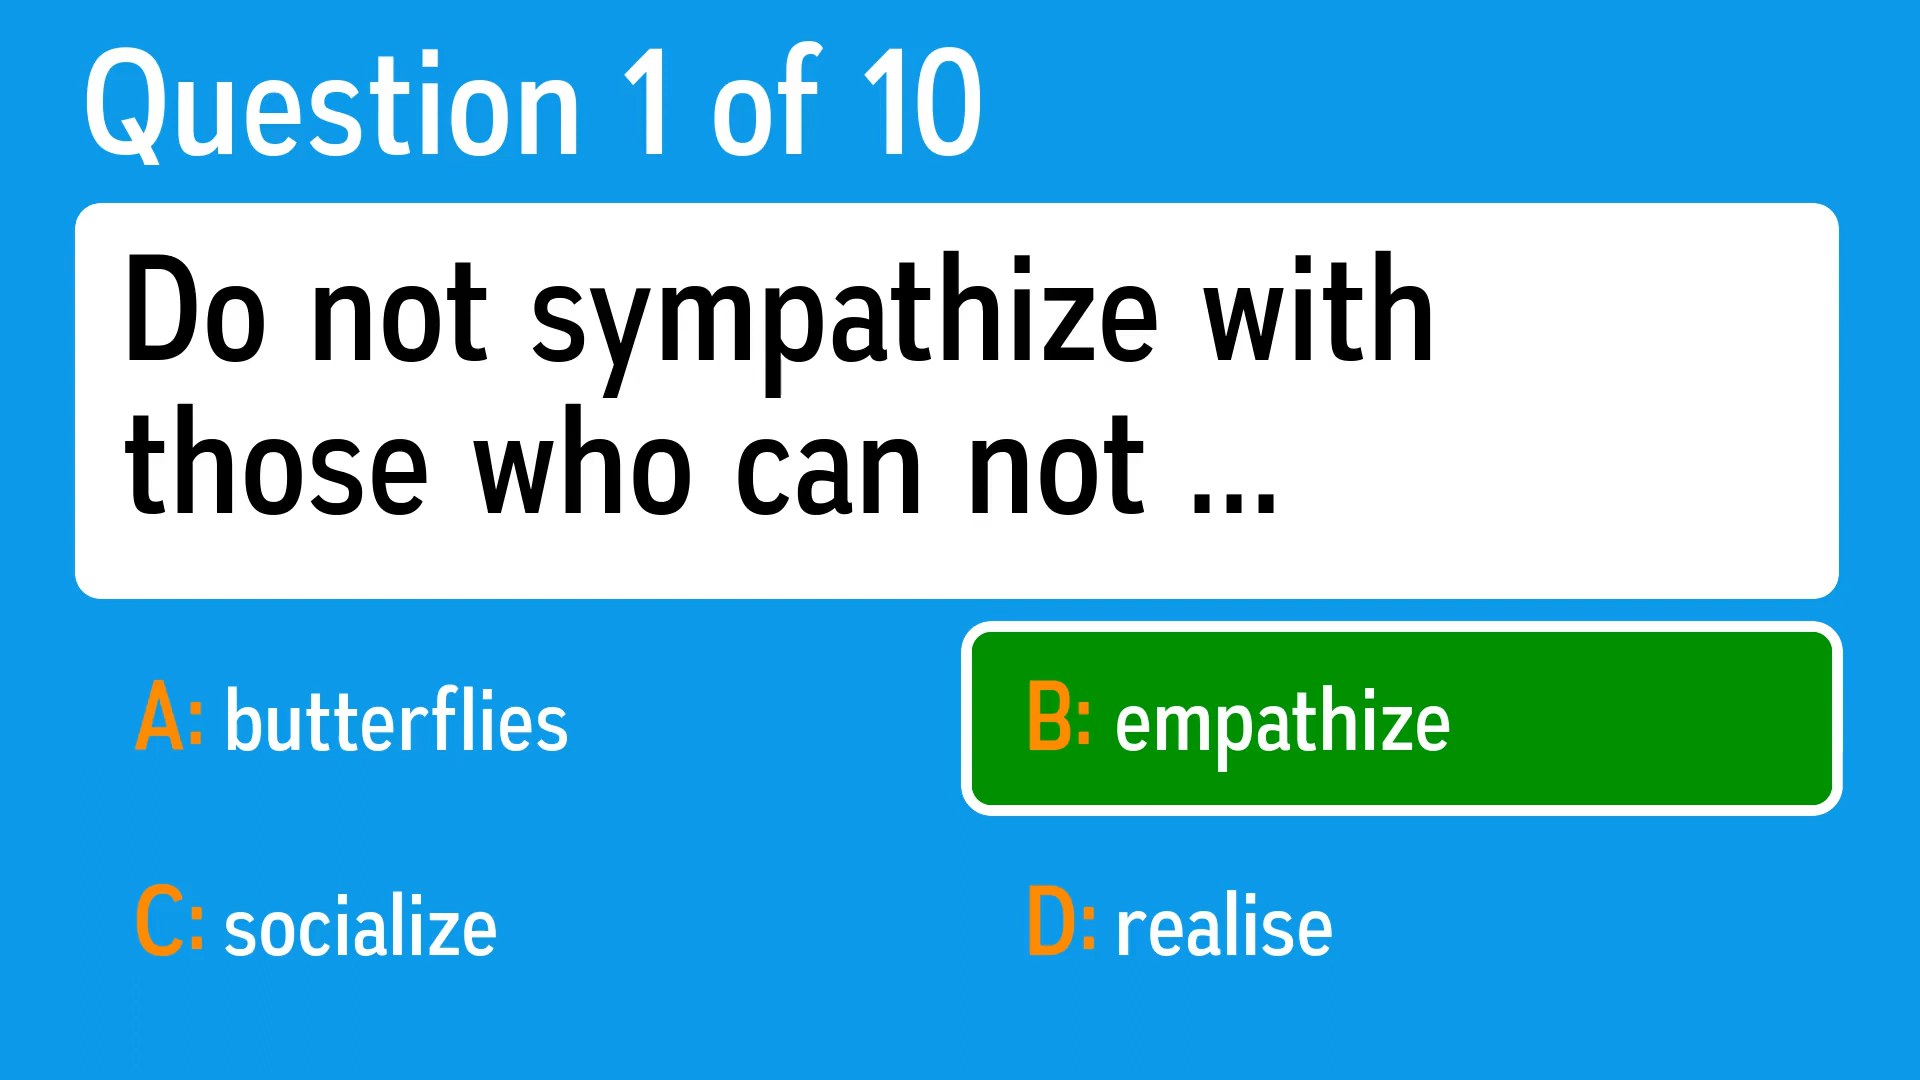 Question 1 of 10
Do not sympathize with
those who can not ...
A: butterflies
B: empathize
C: socialize
D: realise